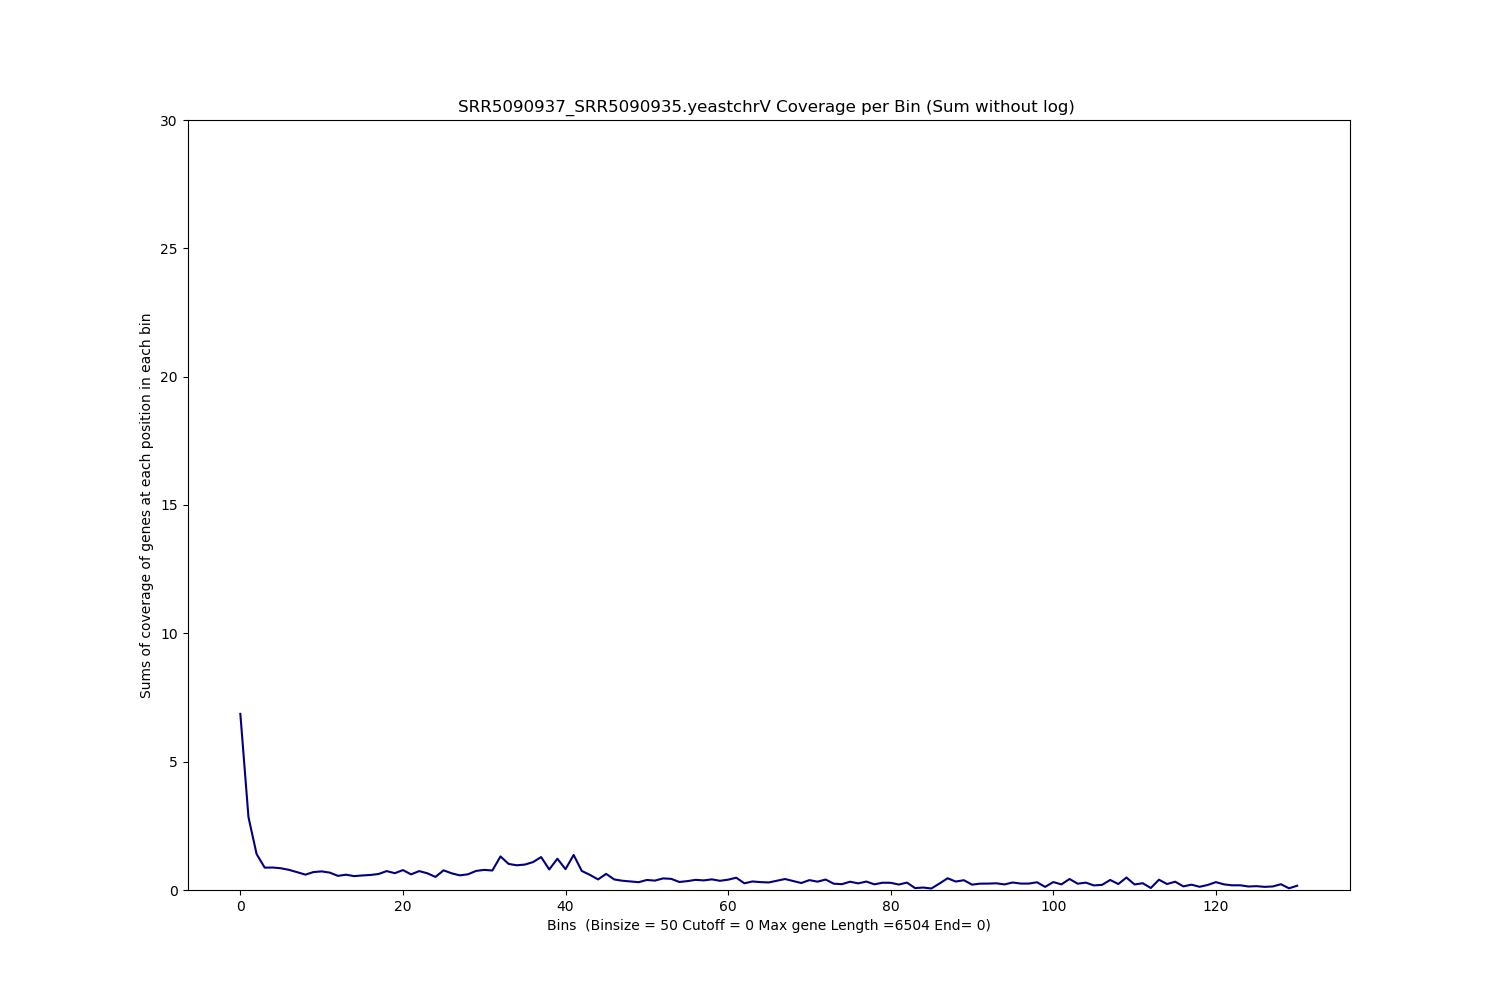 SRR5090937_SRR5090935.yeastchrV Coverage per Bin (Sum without log)
30
25
20
15
10
5
0
Sums of coverage of genes at each position in each bin
0 20 40 60 80 100 120
Bins  (Binsize = 50 Cutoff = 0 Max gene Length =6504 End= 0)